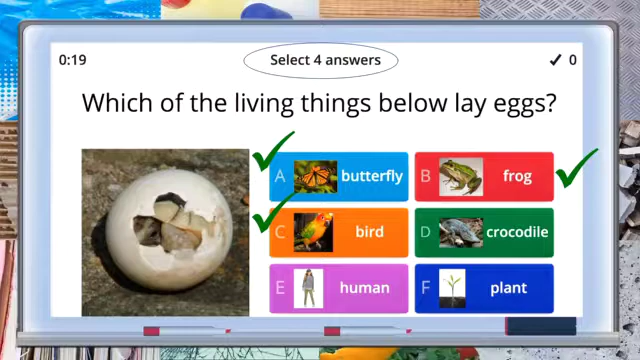 0:19
Select 4 answers
✓ 0
Which of the living things below lay eggs?
A butterfly
B frog
C bird
D crocodile
E human
F plant